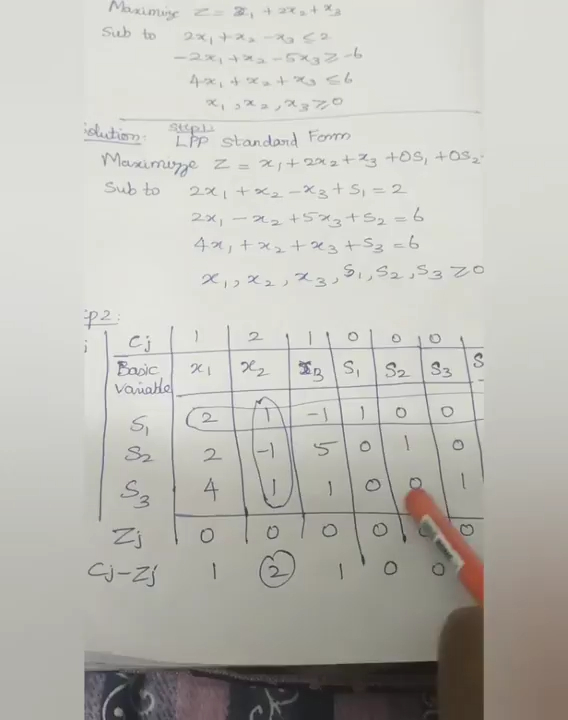 Maximize Z = x₁ + 2x₂ + x₃
Sub to 2x₁ + x₂ - x₃ ≤ 2
-2x₁ + x₂ - 5x₃ ≥ -6
4x₁ + x₂ + x₃ ≤ 6
x₁, x₂, x₃ ≥ 0
olution: Step1:
LPP Standard Form
Maximize Z = x₁ + 2x₂ + x₃ + 0S₁ + 0S₂
Sub to 2x₁ + x₂ - x₃ + S₁ = 2
2x₁ - x₂ + 5x₃ + S₂ = 6
4x₁ + x₂ + x₃ + S₃ = 6
x₁, x₂, x₃, S₁, S₂, S₃ ≥ 0
p2:
Cj 1 2 1 0 0 0
Basic variable x₁ x₂ x₃ S₁ S₂ S₃ S
S₁ 2 1 -1 1 0 0
S₂ 2 -1 5 0 1 0
S₃ 4 1 1 0 0 1
Zj 0 0 0 0 0 0
Cj-Zj 1 2 1 0 0